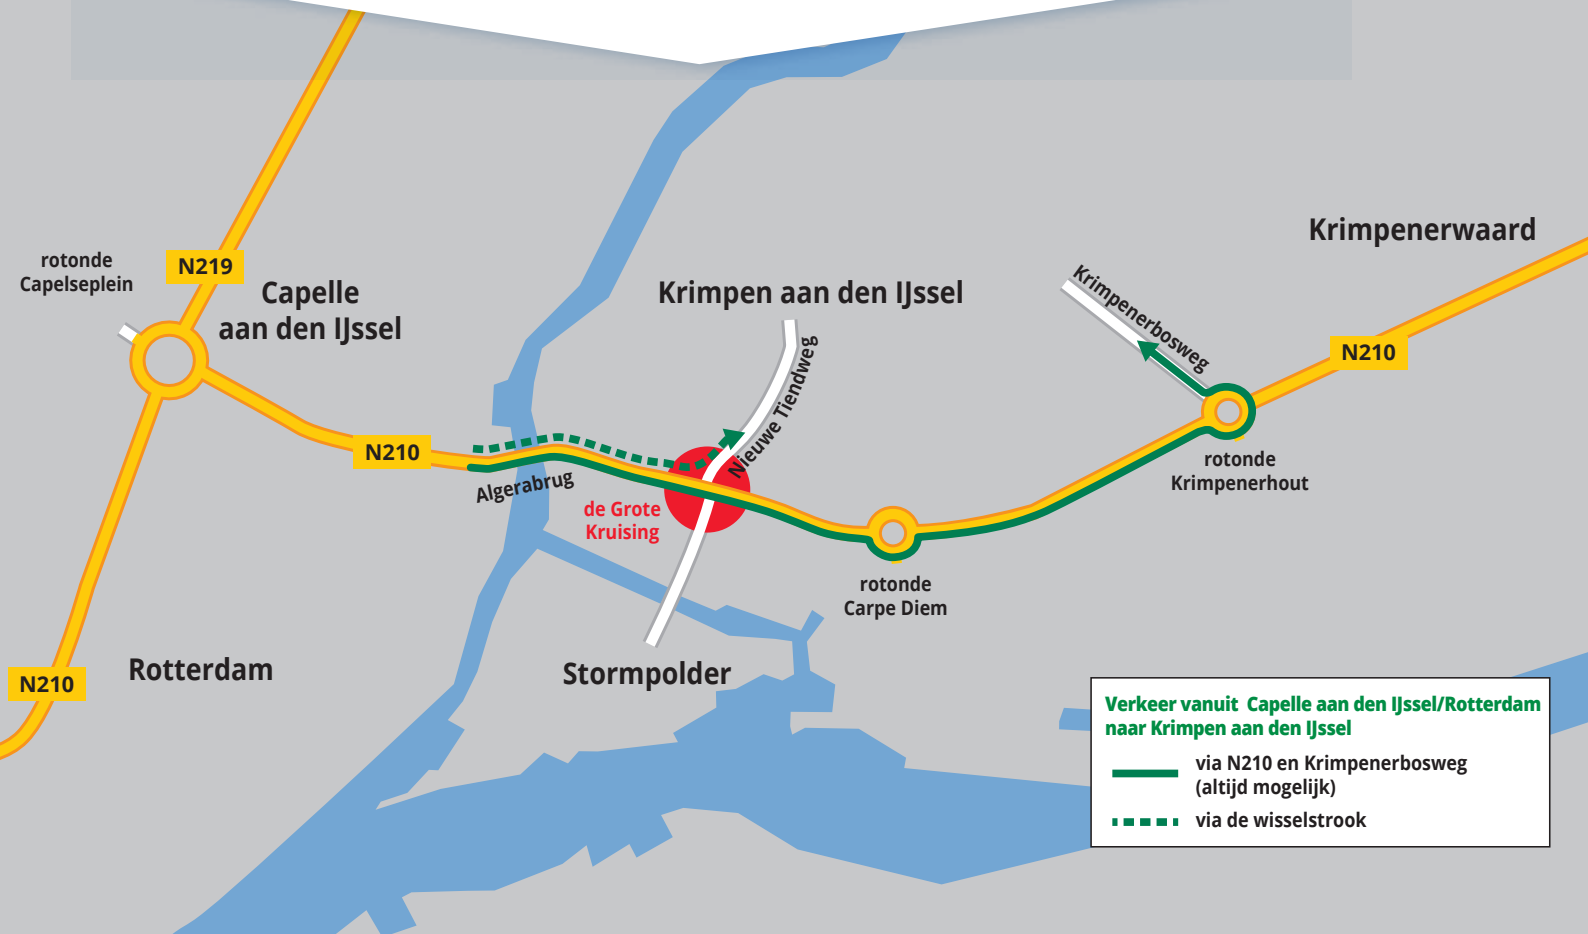 Krimpenerwaard
rotonde
Capelseplein
N219
Capelle
aan den IJssel
Krimpen aan den IJssel
Krimpenerbosweg
N210
Nieuwe Tiendweg
N210
Algerabrug
de Grote
Kruising
rotonde
Krimpenerhout
rotonde
Carpe Diem
Rotterdam
N210
Stormpolder
Verkeer vanuit Capelle aan den IJssel/Rotterdam
naar Krimpen aan den IJssel
via N210 en Krimpenerbosweg
(altijd mogelijk)
via de wisselstrook